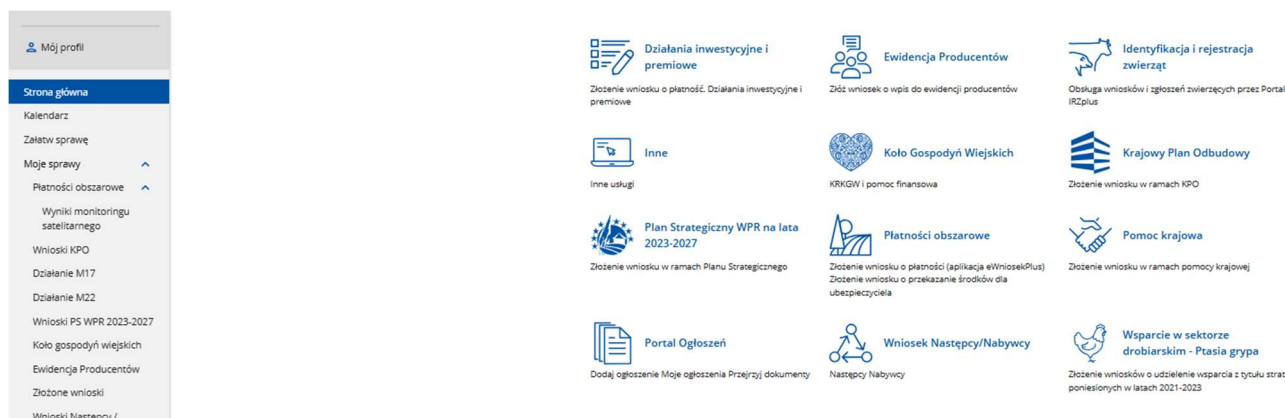 Mój profil
Strona główna
Kalendarz
Załatw sprawę
Moje sprawy
Płatności obszarowe
Wyniki monitoringu
satelitarnego
Wnioski KPO
Działanie M17
Działanie M22
Wnioski PS WPR 2023-2027
Koło gospodyń wiejskich
Ewidencja Producentów
Złożone wnioski
Wnioski Następcy /
Działania inwestycyjne i
premiowe
Złożenie wniosku o płatność. Działania inwestycyjne i
premiowe
Ewidencja Producentów
Złóż wniosek o wpis do ewidencji producentów
Identyfikacja i rejestracja
zwierząt
Obsługa wniosków i zgłoszeń zwierzęcych przez Portal
IRZplus
Inne
Inne usługi
Koło Gospodyń Wiejskich
KRKGW i pomoc finansowa
Krajowy Plan Odbudowy
Złożenie wniosku w ramach KPO
Plan Strategiczny WPR na lata
2023-2027
Złożenie wniosku w ramach Planu Strategicznego
Płatności obszarowe
Złożenie wniosku o płatności (aplikacja eWniosekPlus)
Złożenie wniosku o przekazanie środków dla
ubezpieczyciela
Pomoc krajowa
Złożenie wniosku w ramach pomocy krajowej
Portal Ogłoszeń
Dodaj ogłoszenie Moje ogłoszenia Przejrzyj dokumenty
Wniosek Następcy/Nabywcy
Następcy Nabywcy
Wsparcie w sektorze
drobiarskim - Ptasia grypa
Złożenie wniosków o udzielenie wsparcia z tytułu strat
poniesionych w latach 2021-2023